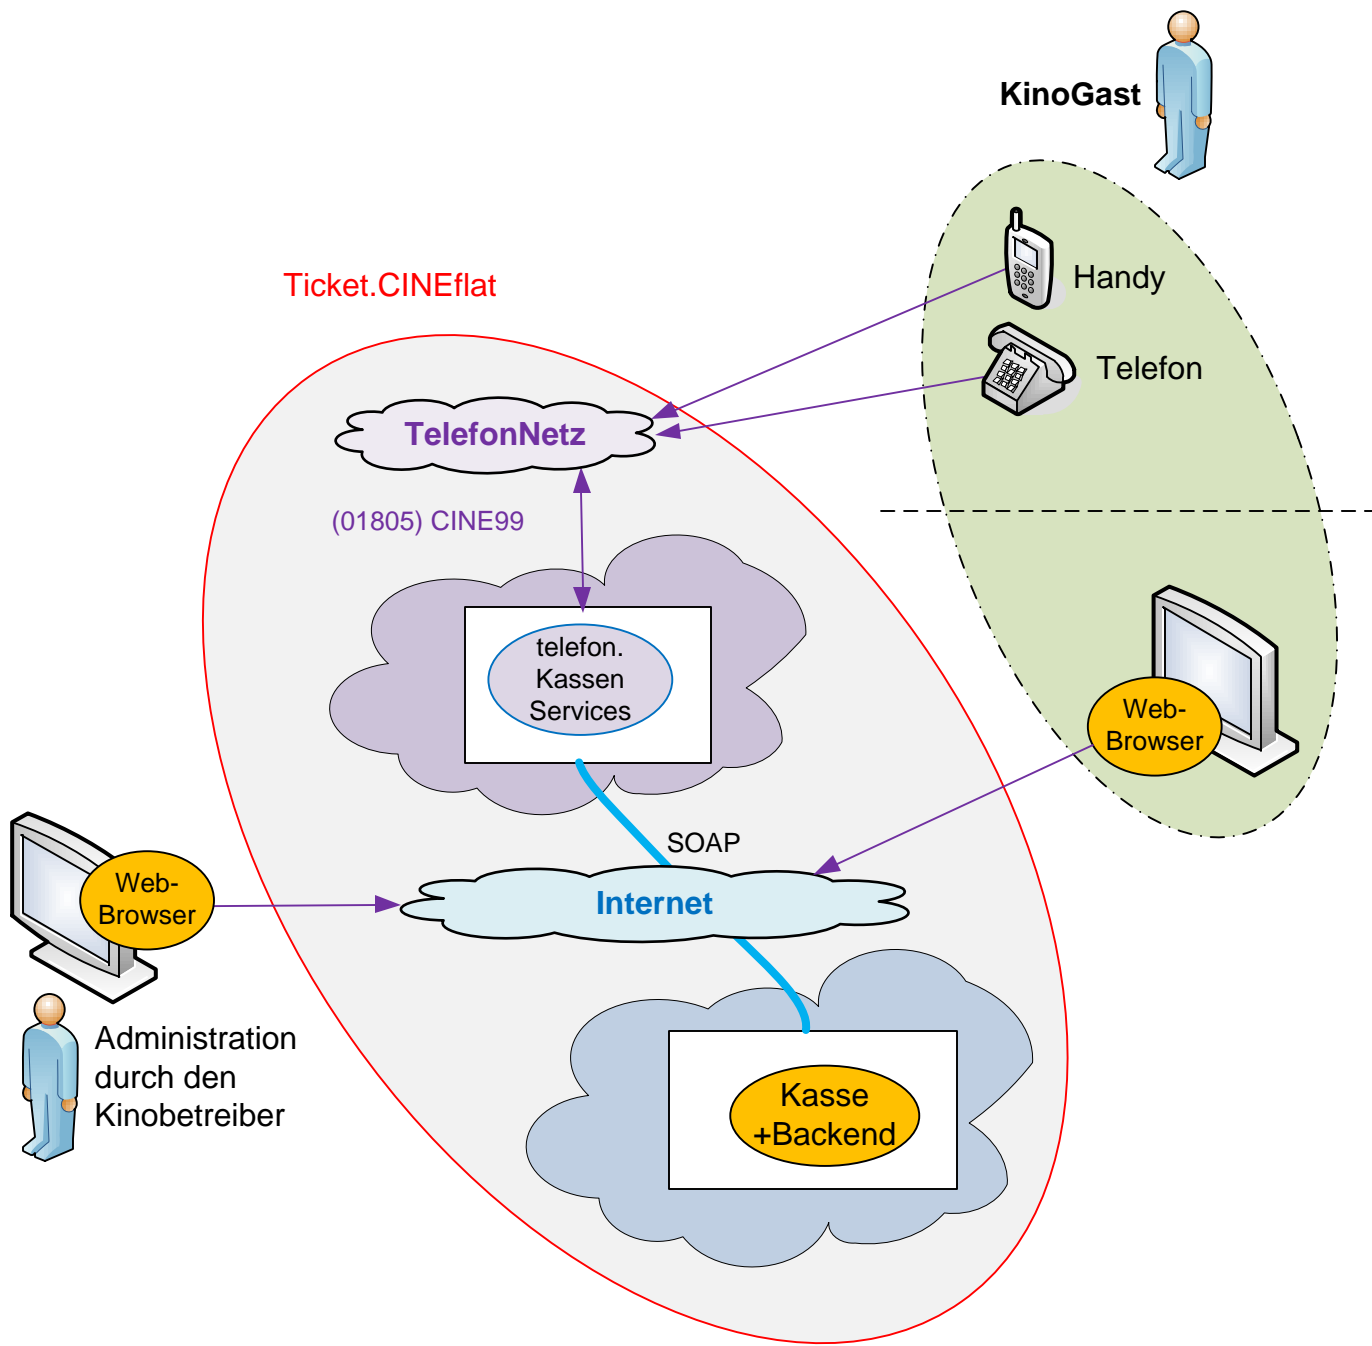 KinoGast
Handy
Ticket.CINEflat
Telefon
TelefonNetz
(01805) CINE99
telefon.
Kassen
Services
Web-
Browser
SOAP
Web-
Browser
Internet
Administration
durch den
Kinobetreiber
Kasse
+Backend